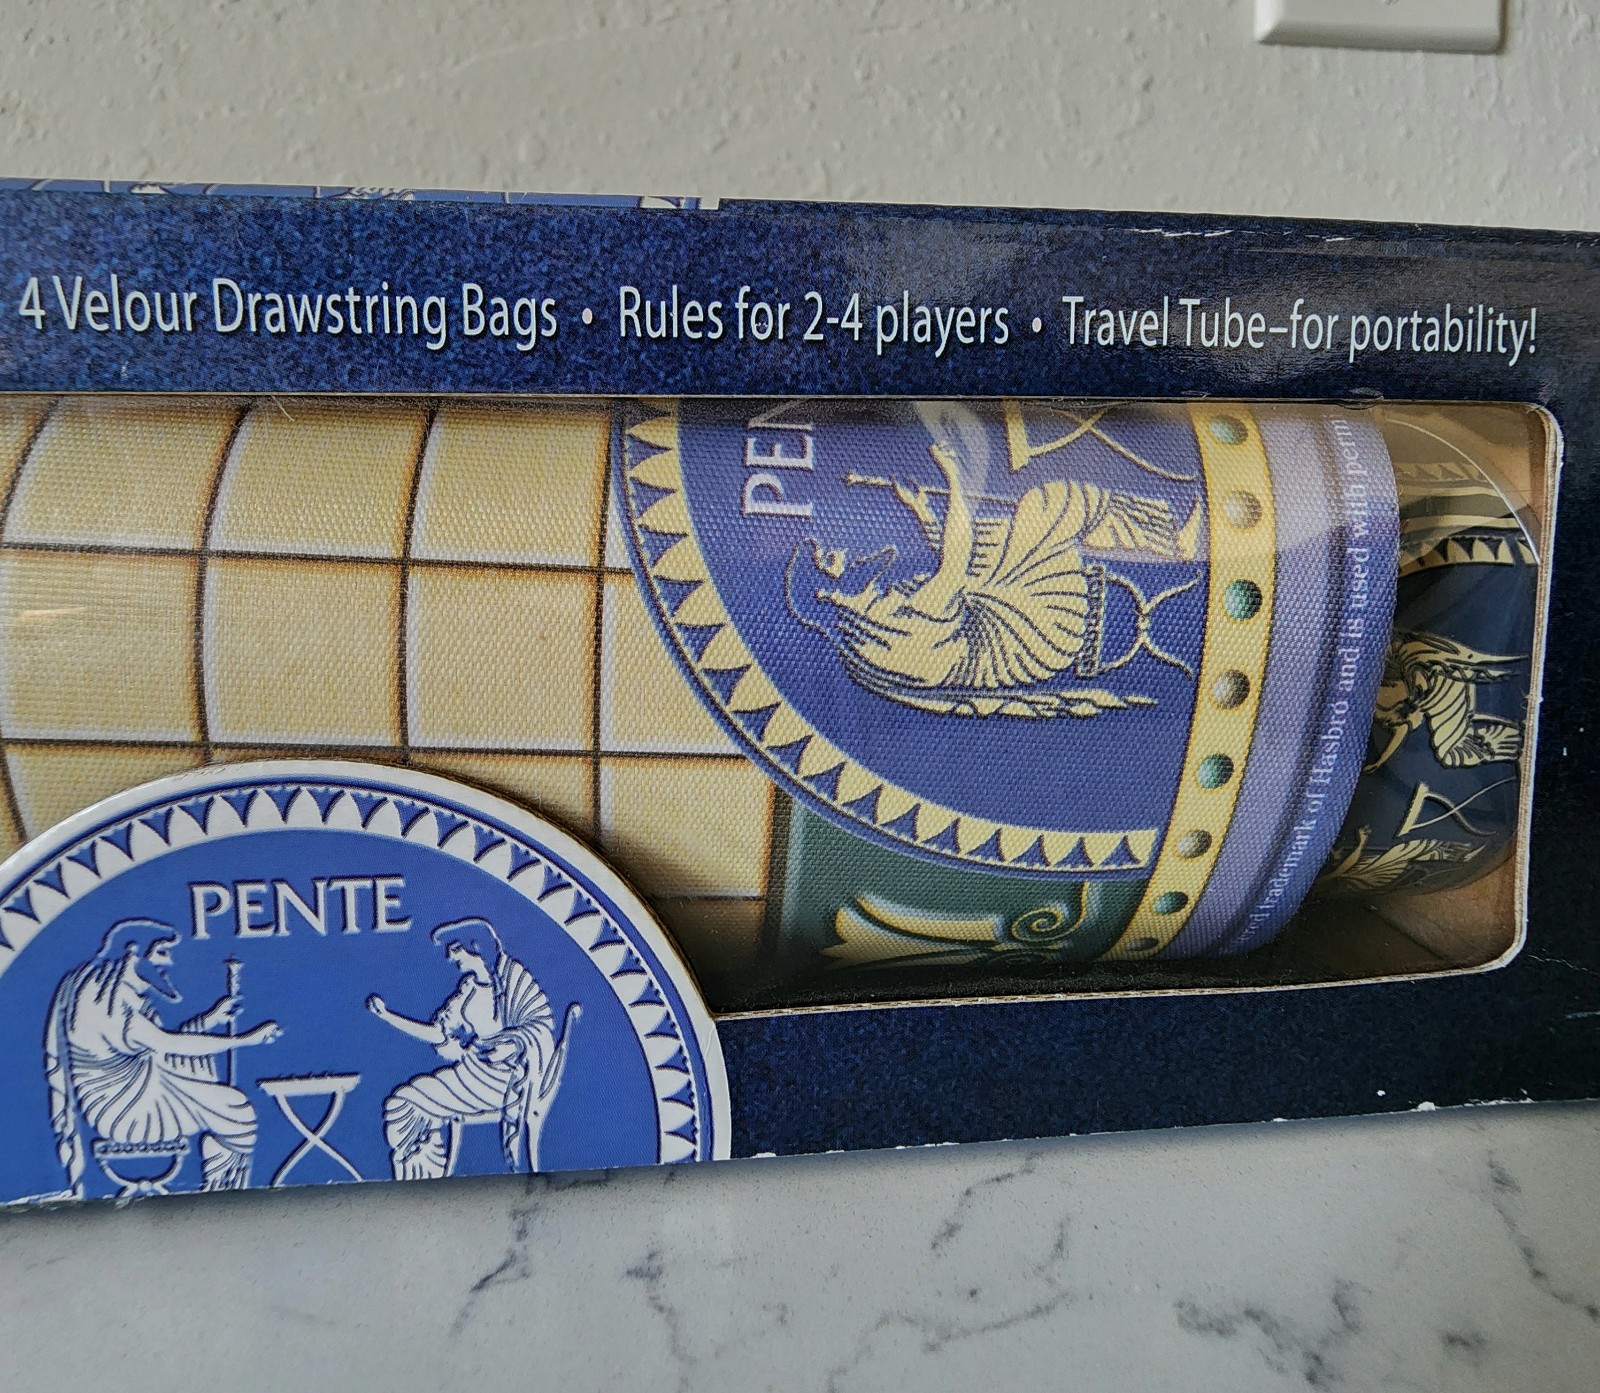 4 Velour Drawstring Bags • Rules for 2-4 players • Travel Tube–for portability!
PEN
Trademark of Hasbro and is used with perm
PENTE